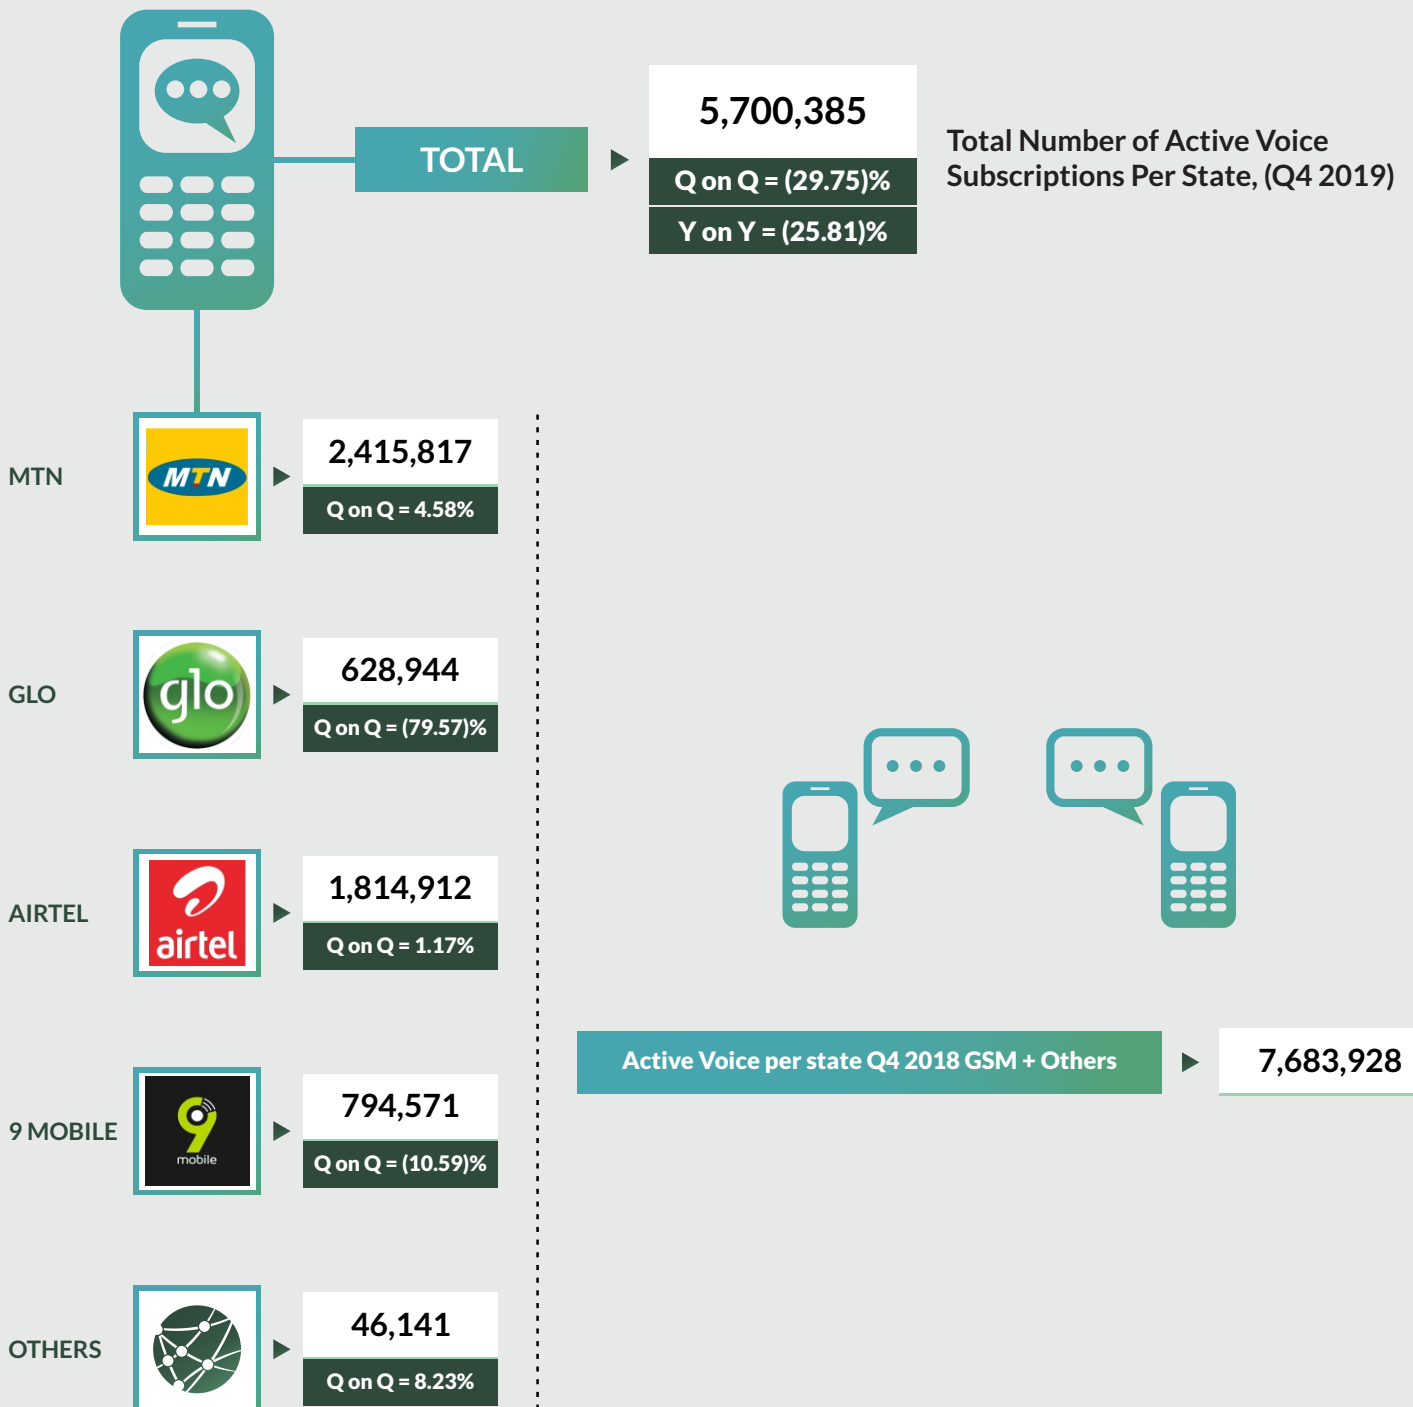 TOTAL
5,700,385
Q on Q = (29.75)%
Y on Y = (25.81)%
Total Number of Active Voice
Subscriptions Per State, (Q4 2019)
MTN
MTN
2,415,817
Q on Q = 4.58%
GLO
glo
628,944
Q on Q = (79.57)%
AIRTEL
airtel
1,814,912
Q on Q = 1.17%
Active Voice per state Q4 2018 GSM + Others
7,683,928
9 MOBILE
9
mobile
794,571
Q on Q = (10.59)%
OTHERS
46,141
Q on Q = 8.23%